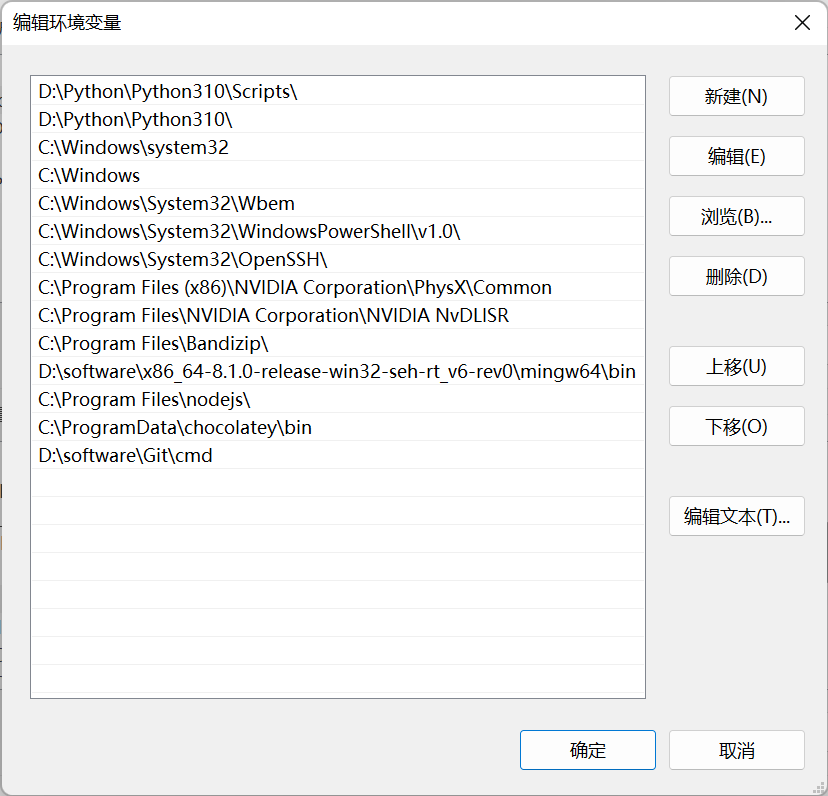 编辑环境变量
D:\Python\Python310\Scripts\
D:\Python\Python310\
C:\Windows\system32
C:\Windows
C:\Windows\System32\Wbem
C:\Windows\System32\WindowsPowerShell\v1.0\
C:\Windows\System32\OpenSSH\
C:\Program Files (x86)\NVIDIA Corporation\PhysX\Common
C:\Program Files\NVIDIA Corporation\NVIDIA NvDLISR
C:\Program Files\Bandizip\
D:\software\x86_64-8.1.0-release-win32-seh-rt_v6-rev0\mingw64\bin
C:\Program Files\nodejs\
C:\ProgramData\chocolatey\bin
D:\software\Git\cmd
新建(N)
编辑(E)
浏览(B)...
删除(D)
上移(U)
下移(O)
编辑文本(T)...
确定
取消